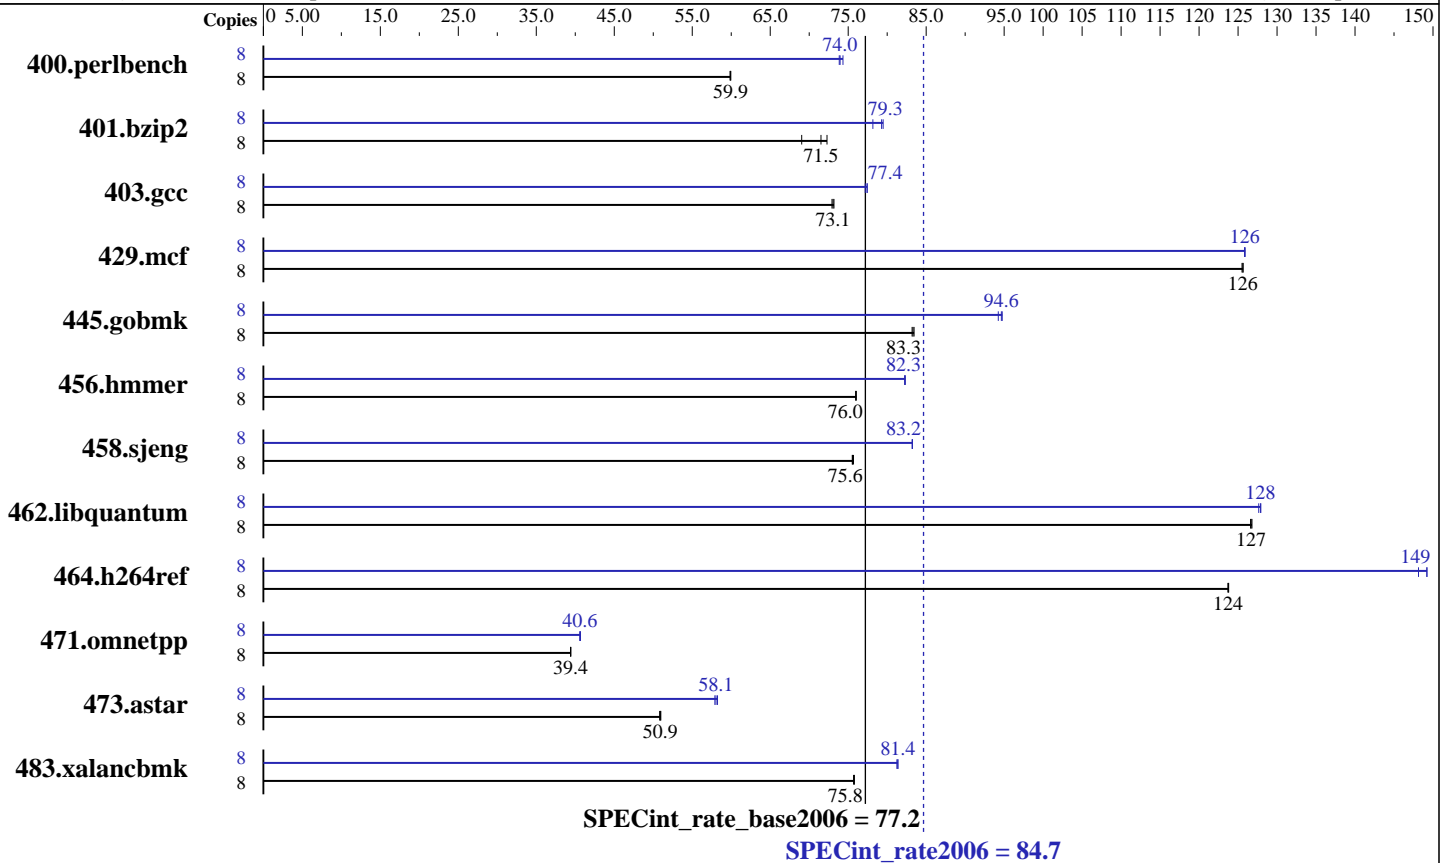 Copies 0 5.00 15.0 25.0 35.0 45.0 55.0 65.0 75.0 85.0 95.0 100 105 110 115 120 125 130 135 140 150
400.perlbench 8 74.0
8 59.9
401.bzip2 8 79.3
8 71.5
403.gcc 8 77.4
8 73.1
429.mcf 8 126
8 126
445.gobmk 8 94.6
8 83.3
456.hmmer 8 82.3
8 76.0
458.sjeng 8 83.2
8 75.6
462.libquantum 8 128
8 127
464.h264ref 8 149
8 124
471.omnetpp 8 40.6
8 39.4
473.astar 8 58.1
8 50.9
483.xalancbmk 8 81.4
8 75.8
SPECint_rate_base2006 = 77.2
SPECint_rate2006 = 84.7